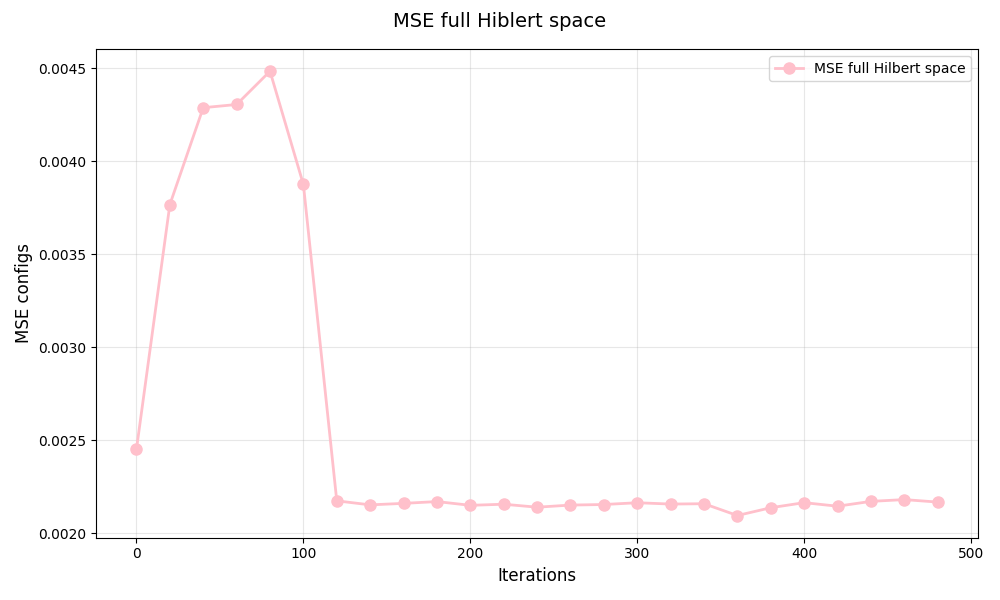 MSE full Hiblert space
MSE full Hilbert space
MSE configs
0.0045
0.0040
0.0035
0.0030
0.0025
0.0020
0 100 200 300 400 500
Iterations